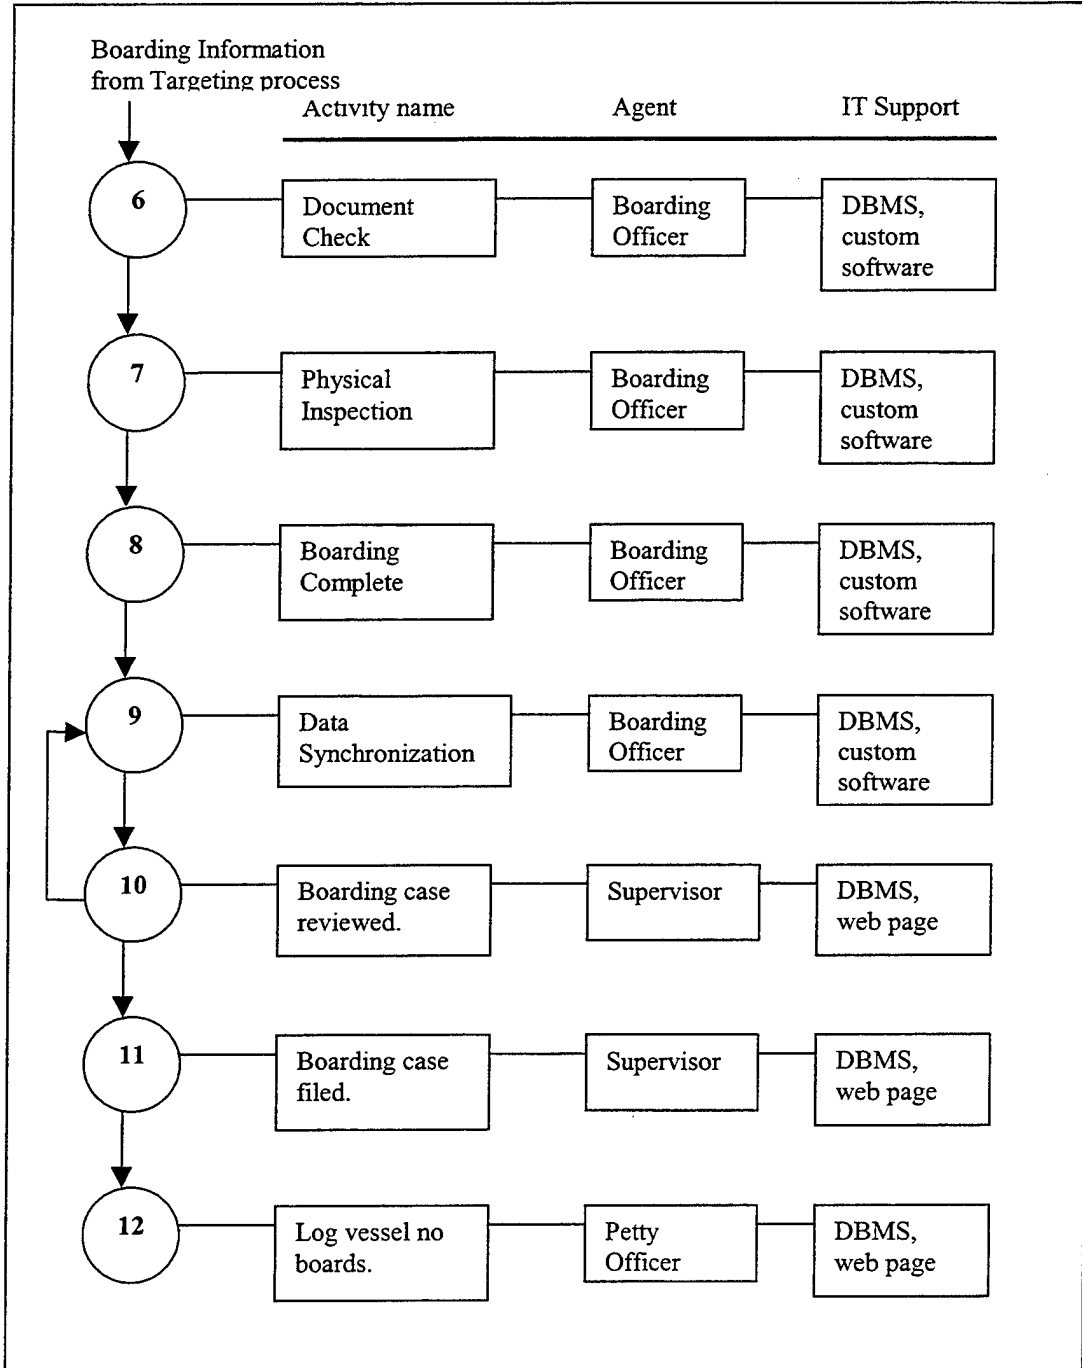 Boarding Information
from Targeting process
Activity name Agent IT Support
6
Document
Check
Boarding
Officer
DBMS,
custom
software
7
Physical
Inspection
Boarding
Officer
DBMS,
custom
software
8
Boarding
Complete
Boarding
Officer
DBMS,
custom
software
9
Data
Synchronization
Boarding
Officer
DBMS,
custom
software
10
Boarding case
reviewed.
Supervisor
DBMS,
web page
11
Boarding case
filed.
Supervisor
DBMS,
web page
12
Log vessel no
boards.
Petty
Officer
DBMS,
web page